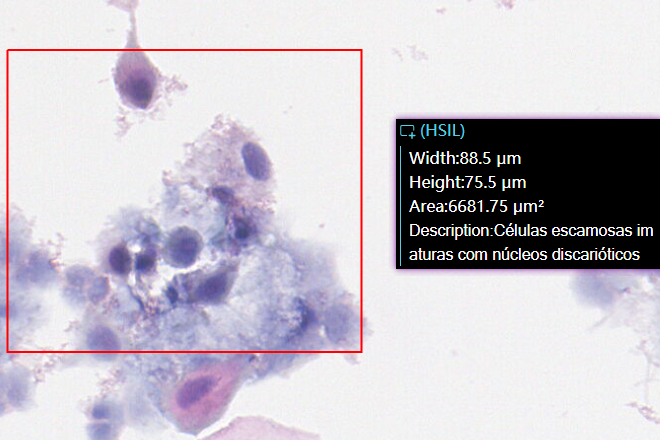 (HSIL)
Width:88.5 μm
Height:75.5 μm
Area:6681.75 μm²
Description:Células escamosas im
aturas com núcleos discarióticos